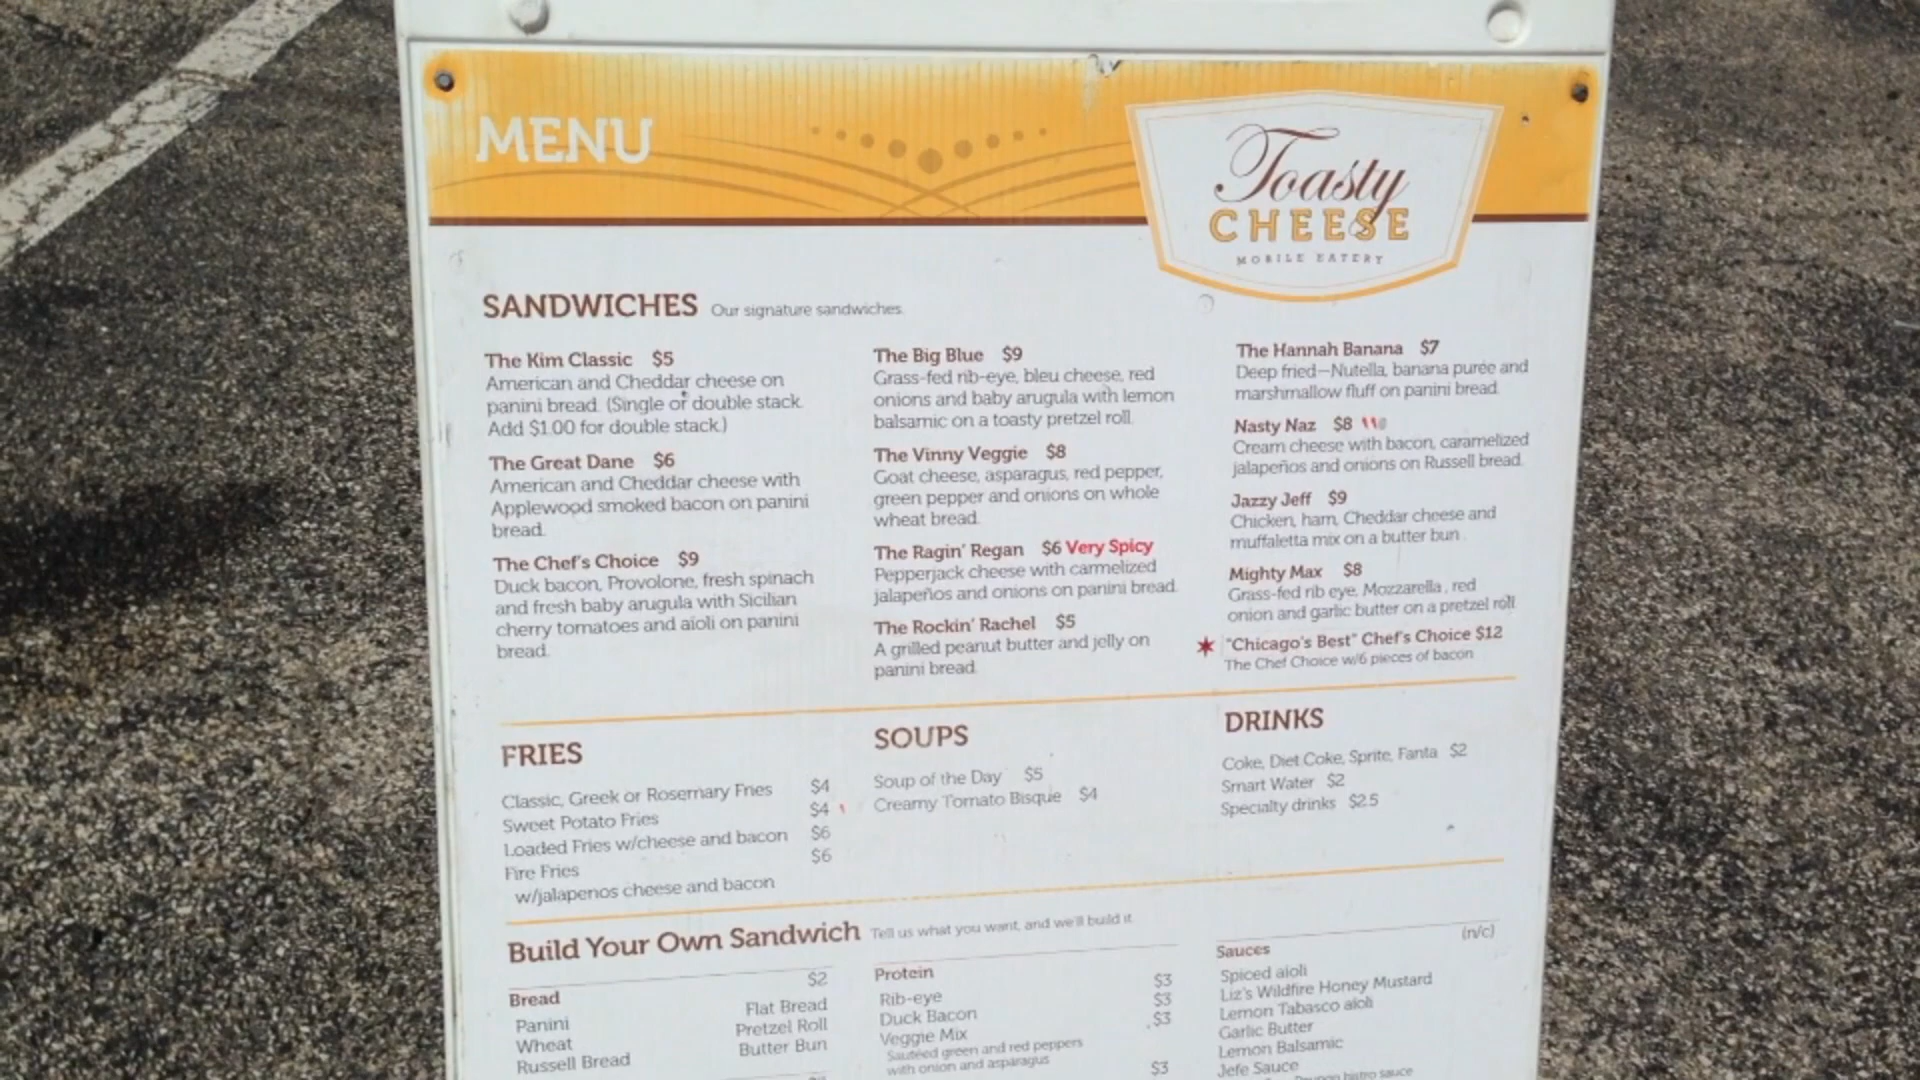 MENU
Toasty
CHEESE
MOBILE EATERY
SANDWICHES Our signature sandwiches.
The Kim Classic $5
American and Cheddar cheese on
panini bread. (Single or double stack.
Add $1.00 for double stack.)
The Great Dane $6
American and Cheddar cheese with
Applewood smoked bacon on panini
bread.
The Chef's Choice $9
Duck bacon, Provolone, fresh spinach
and fresh baby arugula with Sicilian
cherry tomatoes and aioli on panini
bread.
The Big Blue $9
Grass-fed rib-eye, bleu cheese, red
onions and baby arugula with lemon
balsamic on a toasty pretzel roll.
The Vinny Veggie $8
Goat cheese, asparagus, red pepper,
green pepper and onions on whole
wheat bread.
The Ragin' Regan $6 Very Spicy
Pepperjack cheese with carmelized
jalapeños and onions on panini bread.
The Rockin' Rachel $5
A grilled peanut butter and jelly on
panini bread.
The Hannah Banana $7
Deep fried—Nutella, banana purée and
marshmallow fluff on panini bread.
Nasty Naz $8
Cream cheese with bacon, caramelized
jalapeños and onions on Russell bread.
Jazzy Jeff $9
Chicken, ham, Cheddar cheese and
muffaletta mix on a butter bun.
Mighty Max $8
Grass-fed rib eye, Mozzarella, red
onion and garlic butter on a pretzel roll.
"Chicago's Best" Chef's Choice $12
The Chef Choice w/6 pieces of bacon
FRIES
Classic, Greek or Rosemary Fries $4
Sweet Potato Fries $4
Loaded Fries w/cheese and bacon $6
Fire Fries $6
w/jalapenos cheese and bacon
SOUPS
Soup of the Day $5
Creamy Tomato Bisque $4
DRINKS
Coke, Diet Coke, Sprite, Fanta $2
Smart Water $2
Specialty drinks $2.5
Build Your Own Sandwich Tell us what you want, and we'll build it.
Bread $2
Panini Flat Bread
Wheat Pretzel Roll
Russell Bread Butter Bun
Protein
Rib-eye $3
Duck Bacon $3
Veggie Mix $3
Sautéed green and red peppers
with onion and asparagus
$3
Sauces (n/c)
Spiced aioli
Liz's Wildfire Honey Mustard
Lemon Tabasco aioli
Garlic Butter
Lemon Balsamic
Jefe Sauce
bistro sauce